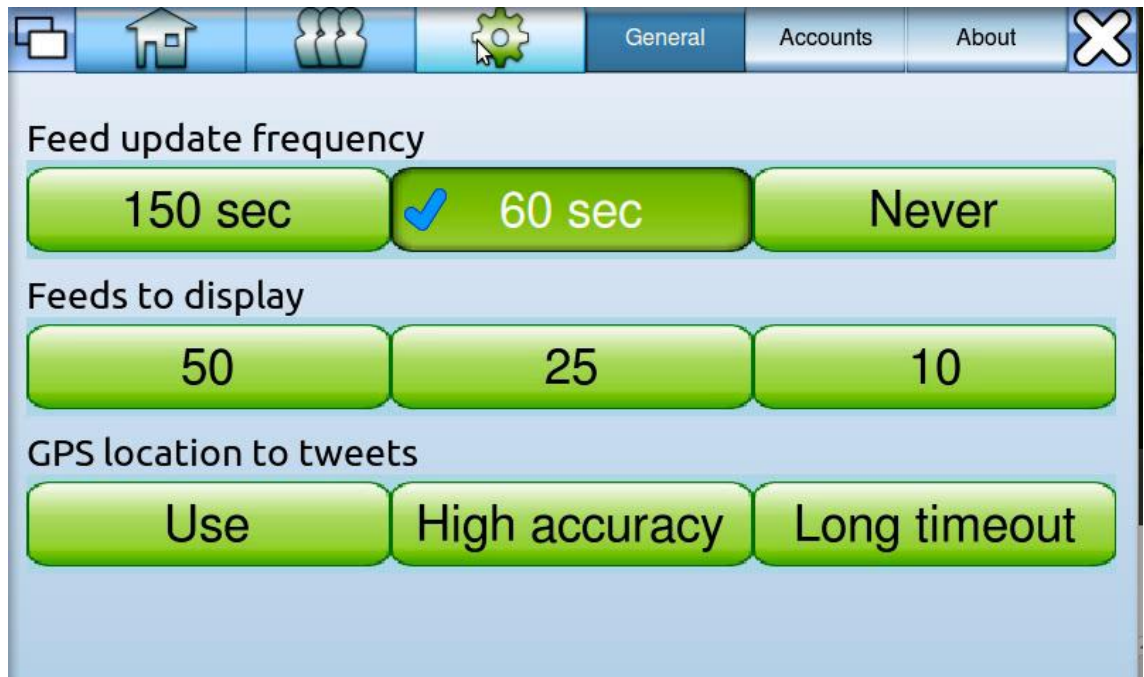 General Accounts About
Feed update frequency
150 sec 60 sec Never
Feeds to display
50 25 10
GPS location to tweets
Use High accuracy Long timeout